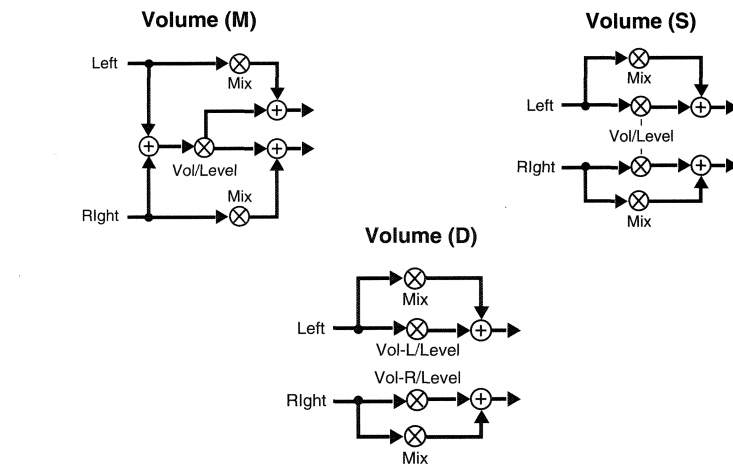 Volume (M)
Left
Mix
Vol/Level
Mix
RIght
Volume (S)
Mix
Left
Vol/Level
RIght
Mix
Volume (D)
Mix
Left
Vol-L/Level
Vol-R/Level
RIght
Mix